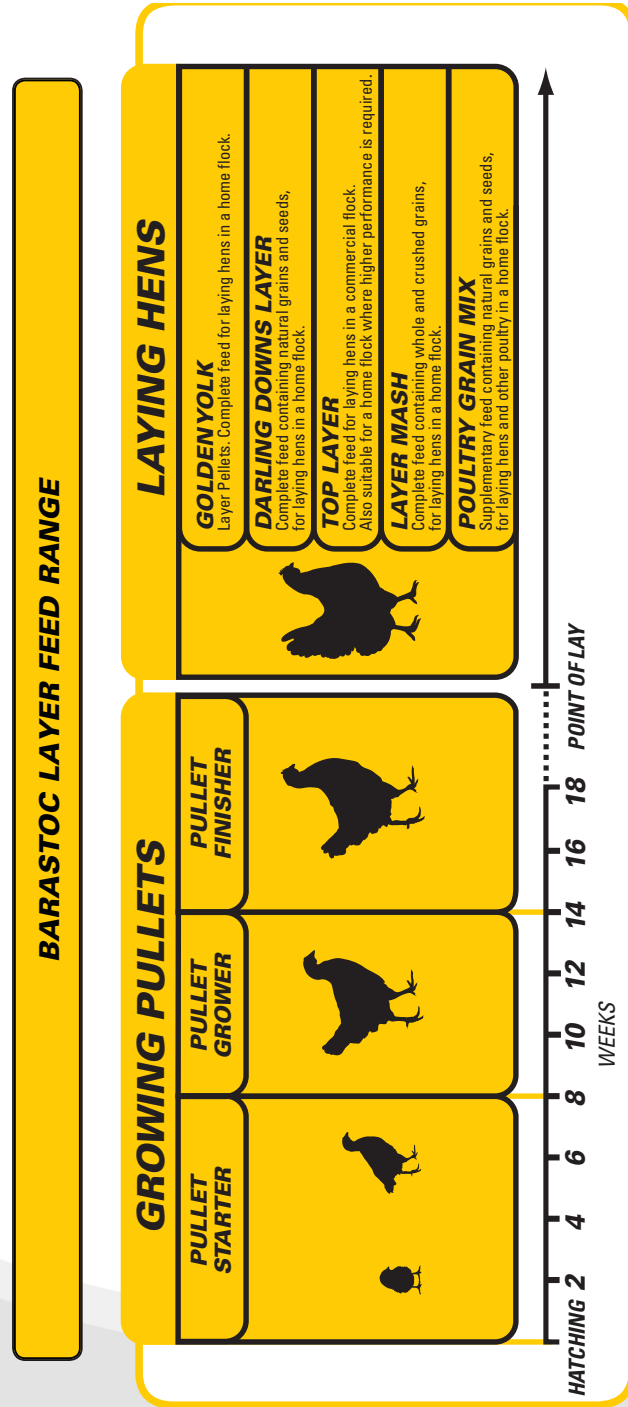 BARASTOC LAYER FEED RANGE
GROWING PULLETS
PULLET
STARTER
PULLET
GROWER
PULLET
FINISHER
LAYING HENS
GOLDEN YOLK
Layer Pellets. Complete feed for laying hens in a home flock.
DARLING DOWNS LAYER
Complete feed containing natural grains and seeds,
for laying hens in a home flock.
TOP LAYER
Complete feed for laying hens in a commercial flock.
Also suitable for a home flock where higher performance is required.
LAYER MASH
Complete feed containing whole and crushed grains,
for laying hens in a home flock.
POULTRY GRAIN MIX
Supplementary feed containing natural grains and seeds,
for laying hens and other poultry in a home flock.
HATCHING 2 4 6 8 10 12 14 16 18 POINT OF LAY
WEEKS